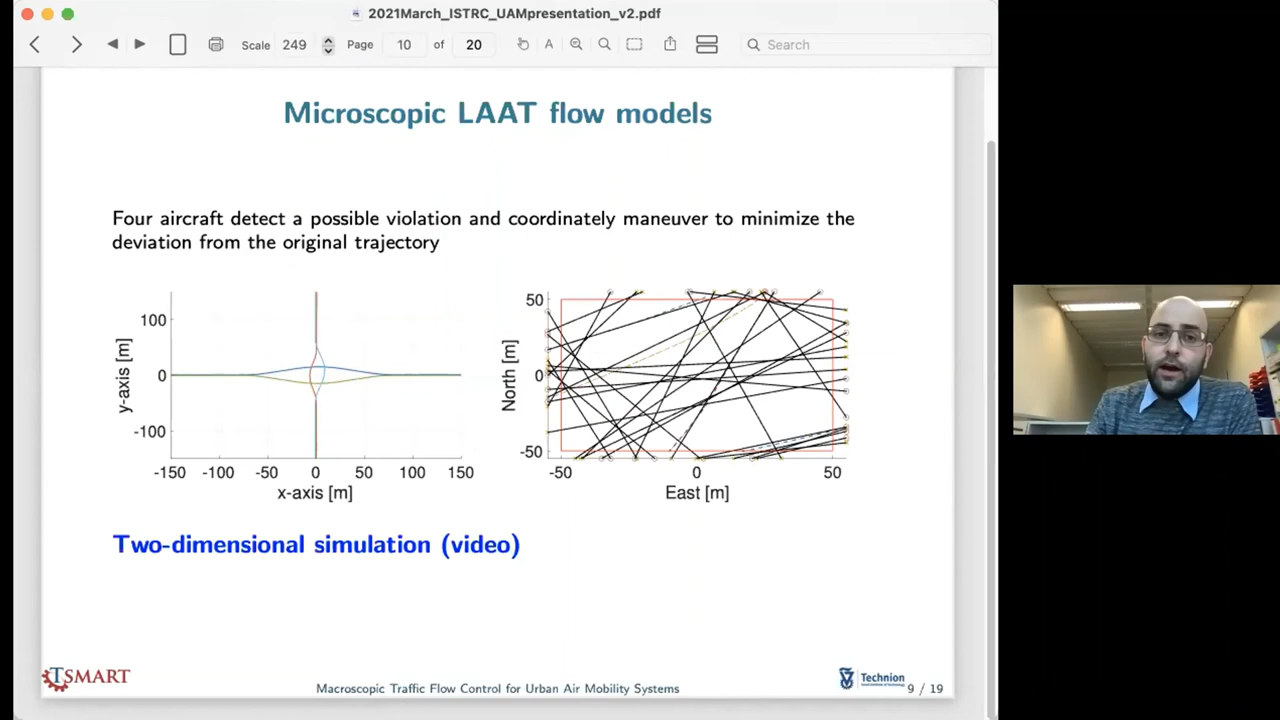 2021March_ISTRC_UAMpresentation_v2.pdf
Scale 249 Page 10 of 20 A Search
Microscopic LAAT flow models
Four aircraft detect a possible violation and coordinately maneuver to minimize the
deviation from the original trajectory
100
0
-100
y-axis [m]
-150 -100 -50 0 50 100 150
x-axis [m]
50
0
-50
North [m]
-50 0 50
East [m]
Two-dimensional simulation (video)
TSMART
Macroscopic Traffic Flow Control for Urban Air Mobility Systems
Technion
9 / 19